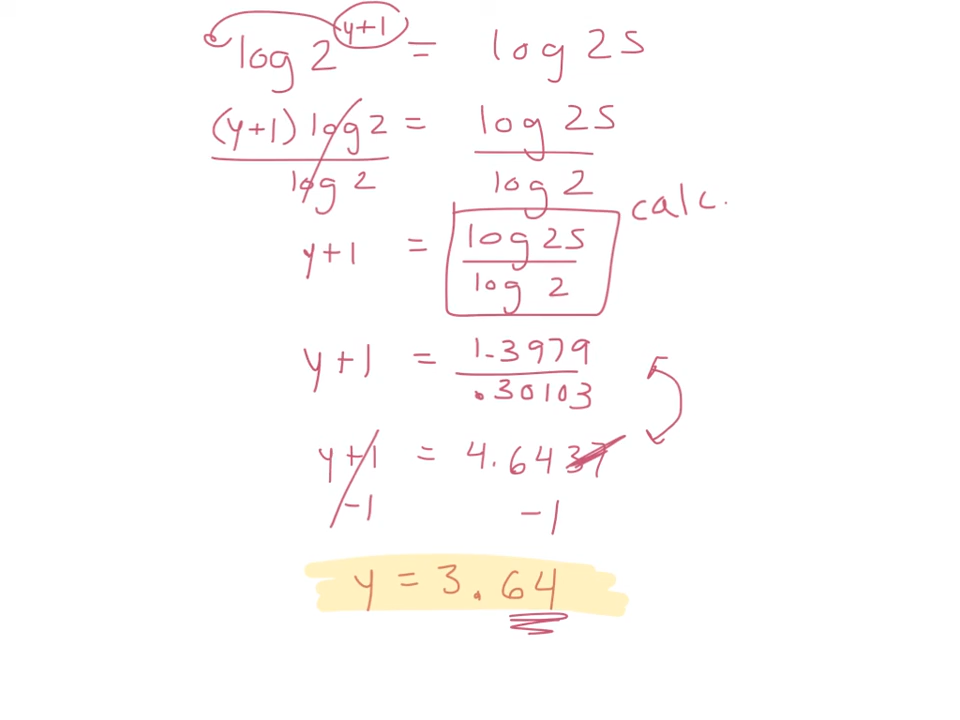 log 2^(y+1) = log 25
(y+1) log 2 / log 2 = log 25 / log 2
calc.
y+1 = log 25 / log 2
y+1 = 1.3979 / .30103
y+1 = 4.6437
-1 -1
y = 3.64